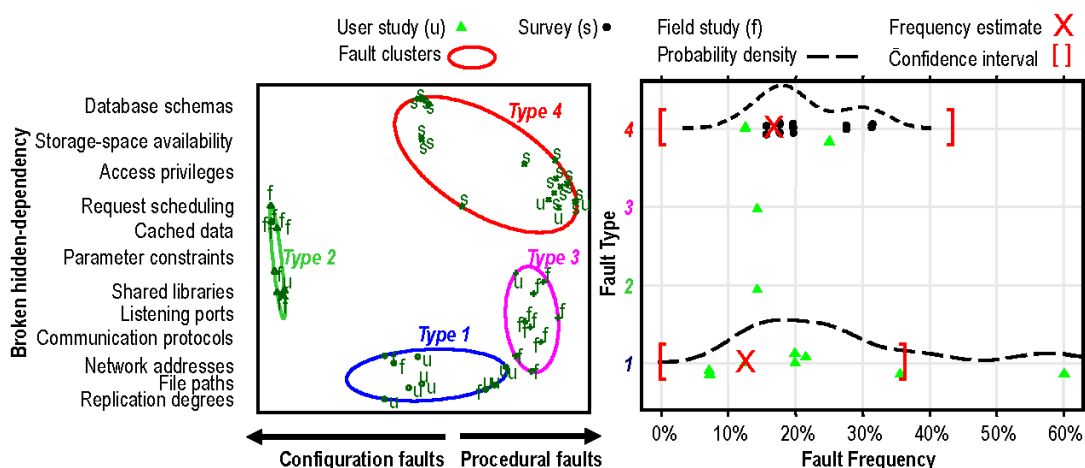 User study (u) Survey (s) Field study (f) Frequency estimate X
Fault clusters Probability density Confidence interval [ ]
Broken hidden-dependency
Database schemas
Storage-space availability
Access privileges
Request scheduling
Cached data
Parameter constraints
Shared libraries
Listening ports
Communication protocols
Network addresses
File paths
Replication degrees
Type 4
Type 2
Type 3
Type 1
Configuration faults Procedural faults
Fault Type
4
3
2
1
0% 10% 20% 30% 40% 50% 60%
Fault Frequency